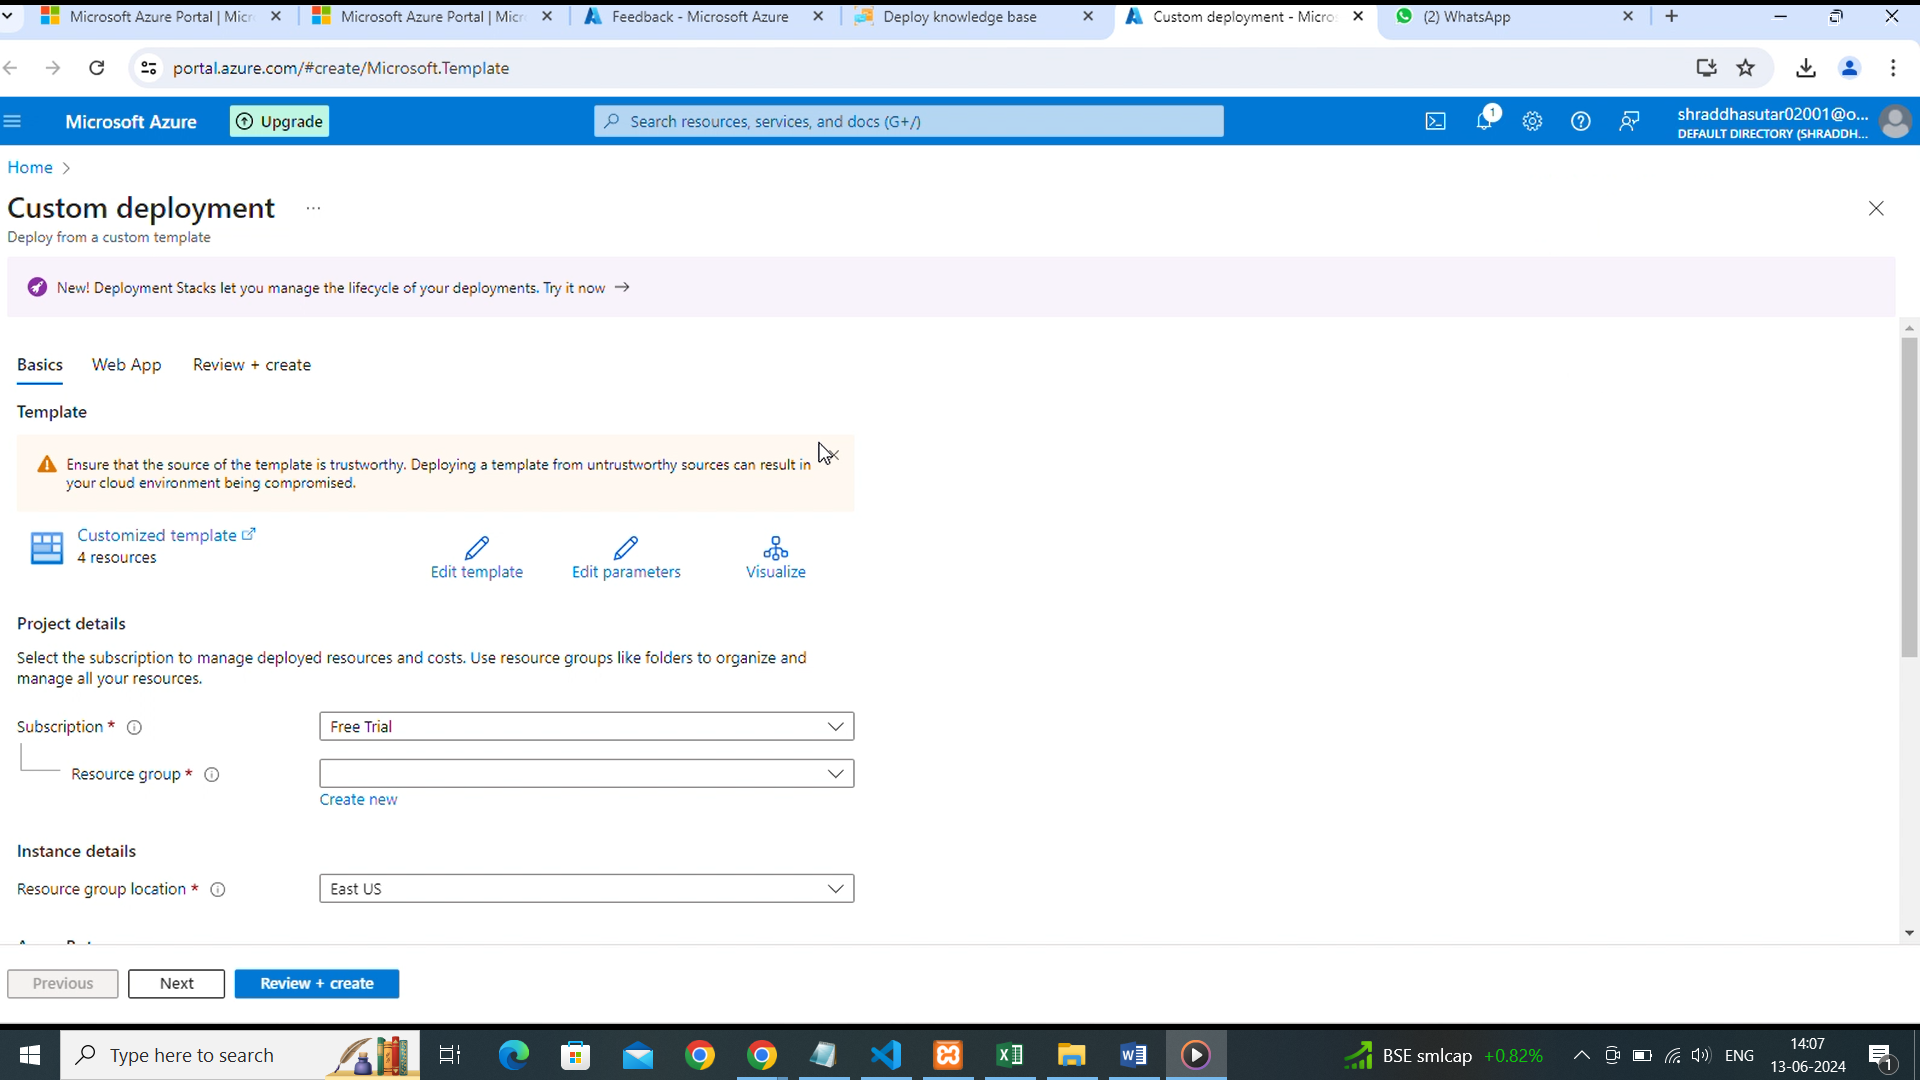 Microsoft Azure Portal | Micr
Microsoft Azure Portal | Micr
Feedback - Microsoft Azure
Deploy knowledge base
Custom deployment - Micro
(2) WhatsApp
portal.azure.com/#create/Microsoft.Template
Microsoft Azure
Upgrade
Search resources, services, and docs (G+/)
1
shraddhasutar02001@o...
DEFAULT DIRECTORY (SHRADDH...
Home
Custom deployment
Deploy from a custom template
New! Deployment Stacks let you manage the lifecycle of your deployments. Try it now →
Basics
Web App
Review + create
Template
Ensure that the source of the template is trustworthy. Deploying a template from untrustworthy sources can result in
your cloud environment being compromised.
Customized template
4 resources
Edit template
Edit parameters
Visualize
Project details
Select the subscription to manage deployed resources and costs. Use resource groups like folders to organize and
manage all your resources.
Subscription *
Free Trial
Resource group *
Create new
Instance details
Resource group location *
East US
Previous
Next
Review + create
Type here to search
BSE smlcap +0.82%
ENG
14:07
13-06-2024
1